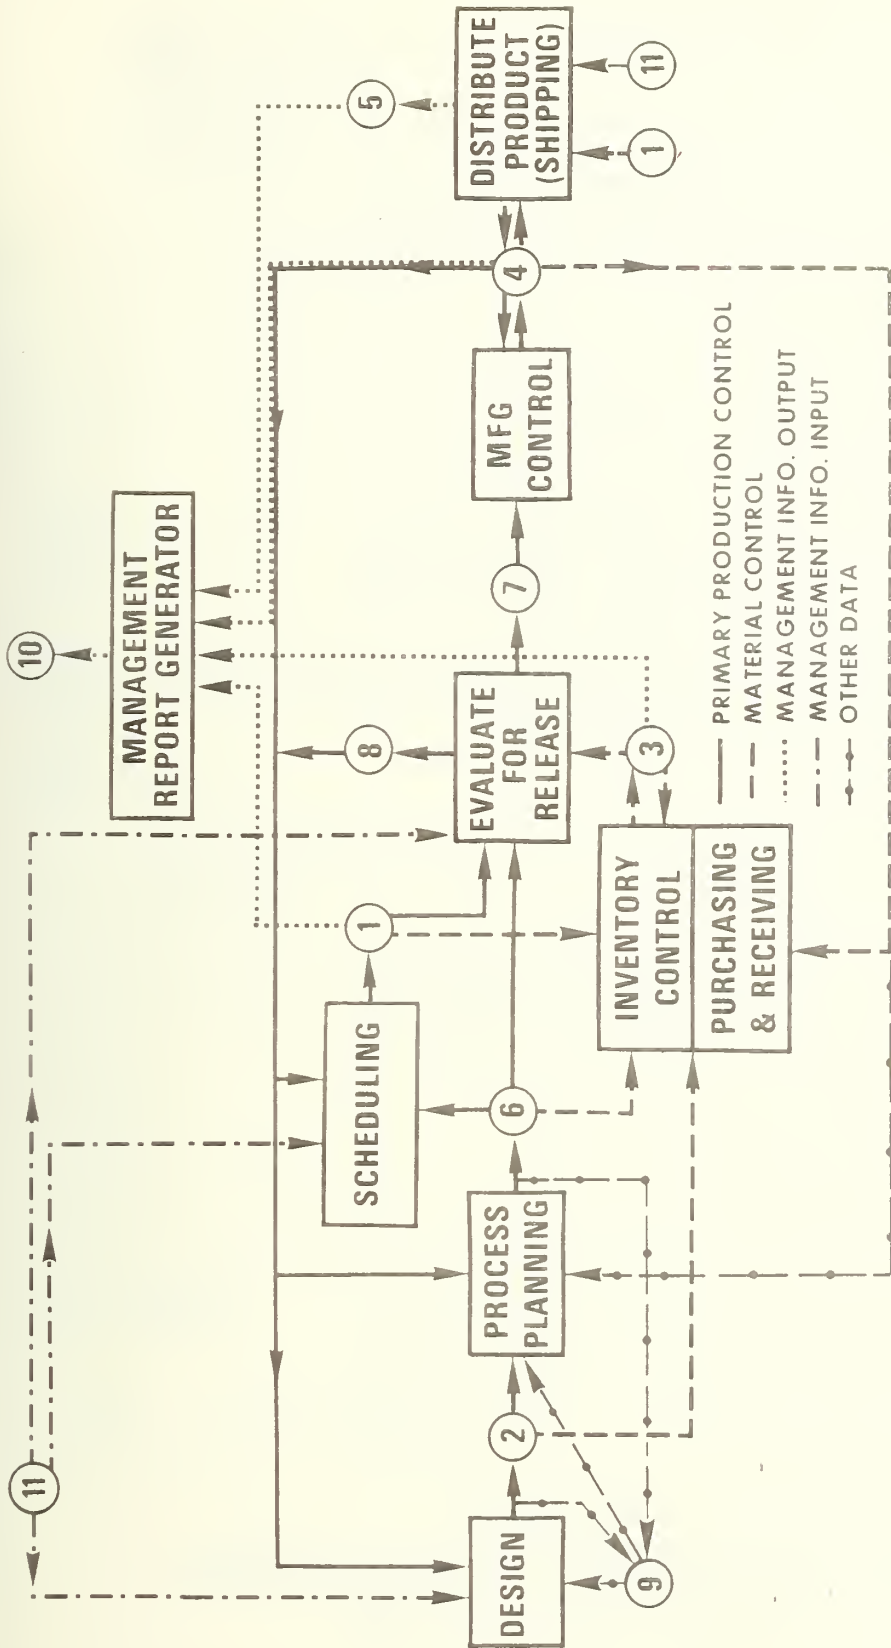 11
10
MANAGEMENT
REPORT GENERATOR
SCHEDULING
1
8
5
DESIGN
2
PROCESS
PLANNING
6
EVALUATE
FOR
RELEASE
7
MFG
CONTROL
4
DISTRIBUTE
PRODUCT
(SHIPPING)
9
INVENTORY
CONTROL
PURCHASING
& RECEIVING
3
1
11
PRIMARY PRODUCTION CONTROL
MATERIAL CONTROL
MANAGEMENT INFO. OUTPUT
MANAGEMENT INFO. INPUT
OTHER DATA